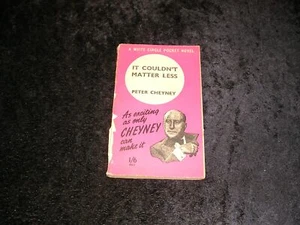 A WHITE CIRCLE POCKET NOVEL
IT COULDN'T
MATTER LESS
PETER CHEYNEY
As exciting
as only
CHEYNEY
can
make it
1/6